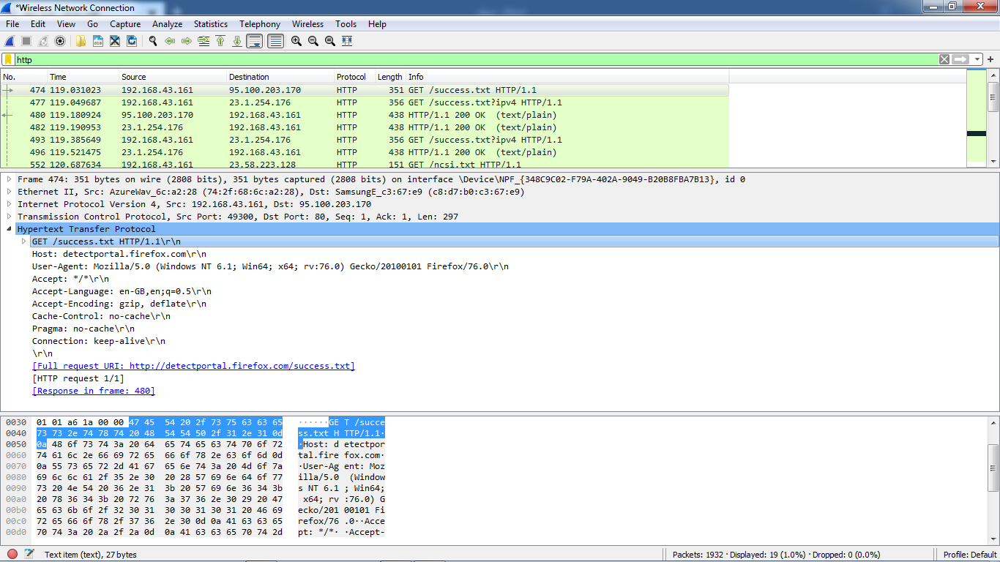 *Wireless Network Connection
File Edit View Go Capture Analyze Statistics Telephony Wireless Tools Help
http
No. Time Source Destination Protocol Length Info
474 119.031023 192.168.43.161 95.100.203.170 HTTP 351 GET /success.txt HTTP/1.1
477 119.049687 192.168.43.161 23.1.254.176 HTTP 356 GET /success.txt?ipv4 HTTP/1.1
480 119.180924 95.100.203.170 192.168.43.161 HTTP 438 HTTP/1.1 200 OK (text/plain)
482 119.190953 23.1.254.176 192.168.43.161 HTTP 438 HTTP/1.1 200 OK (text/plain)
493 119.385649 192.168.43.161 23.1.254.176 HTTP 356 GET /success.txt?ipv4 HTTP/1.1
496 119.521475 23.1.254.176 192.168.43.161 HTTP 438 HTTP/1.1 200 OK (text/plain)
552 120.687634 192.168.43.161 23.58.223.128 HTTP 151 GET /ncsi.txt HTTP/1.1
Frame 474: 351 bytes on wire (2808 bits), 351 bytes captured (2808 bits) on interface \Device\NPF_{348C9C02-F79A-402A-9049-B20B8FBA7B13}, id 0
Ethernet II, Src: AzureWav_6c:a2:28 (74:2f:68:6c:a2:28), Dst: SamsungE_c3:67:e9 (c8:d7:b0:c3:67:e9)
Internet Protocol Version 4, Src: 192.168.43.161, Dst: 95.100.203.170
Transmission Control Protocol, Src Port: 49300, Dst Port: 80, Seq: 1, Ack: 1, Len: 297
Hypertext Transfer Protocol
GET /success.txt HTTP/1.1\r\n
Host: detectportal.firefox.com\r\n
User-Agent: Mozilla/5.0 (Windows NT 6.1; Win64; x64; rv:76.0) Gecko/20100101 Firefox/76.0\r\n
Accept: */*\r\n
Accept-Language: en-GB,en;q=0.5\r\n
Accept-Encoding: gzip, deflate\r\n
Cache-Control: no-cache\r\n
Pragma: no-cache\r\n
Connection: keep-alive\r\n
\r\n
[Full request URI: http://detectportal.firefox.com/success.txt]
[HTTP request 1/1]
[Response in frame: 480]
0030 01 01 a6 1a 00 00 47 45 54 20 2f 73 75 63 63 65 ······GE T /succe
0040 73 73 2e 74 78 74 20 48 54 54 50 2f 31 2e 31 0d ss.txt H TTP/1.1·
0050 0a 48 6f 73 74 3a 20 64 65 74 65 63 74 70 6f 72 ·Host: d etectpor
0060 74 61 6c 2e 66 69 72 65 66 6f 78 2e 63 6f 6d 0d tal.fire fox.com·
0070 0a 55 73 65 72 2d 41 67 65 6e 74 3a 20 4d 6f 7a ·User-Ag ent: Moz
0080 69 6c 6c 61 2f 35 2e 30 20 28 57 69 6e 64 6f 77 illa/5.0 (Window
0090 73 20 4e 54 20 36 2e 31 3b 20 57 69 6e 36 34 3b s NT 6.1 ; Win64;
00a0 20 78 36 34 3b 20 72 76 3a 37 36 2e 30 29 20 47 x64; rv :76.0) G
00b0 65 63 6b 6f 2f 32 30 31 30 30 31 30 31 20 46 69 ecko/201 00101 Fi
00c0 72 65 66 6f 78 2f 37 36 2e 30 0d 0a 41 63 63 65 refox/76 .0··Acce
00d0 70 74 3a 20 2a 2f 2a 0d 0a 41 63 63 65 70 74 2d pt: */*· ·Accept-
Text item (text), 27 bytes
Packets: 1932 · Displayed: 19 (1.0%) · Dropped: 0 (0.0%)
Profile: Default